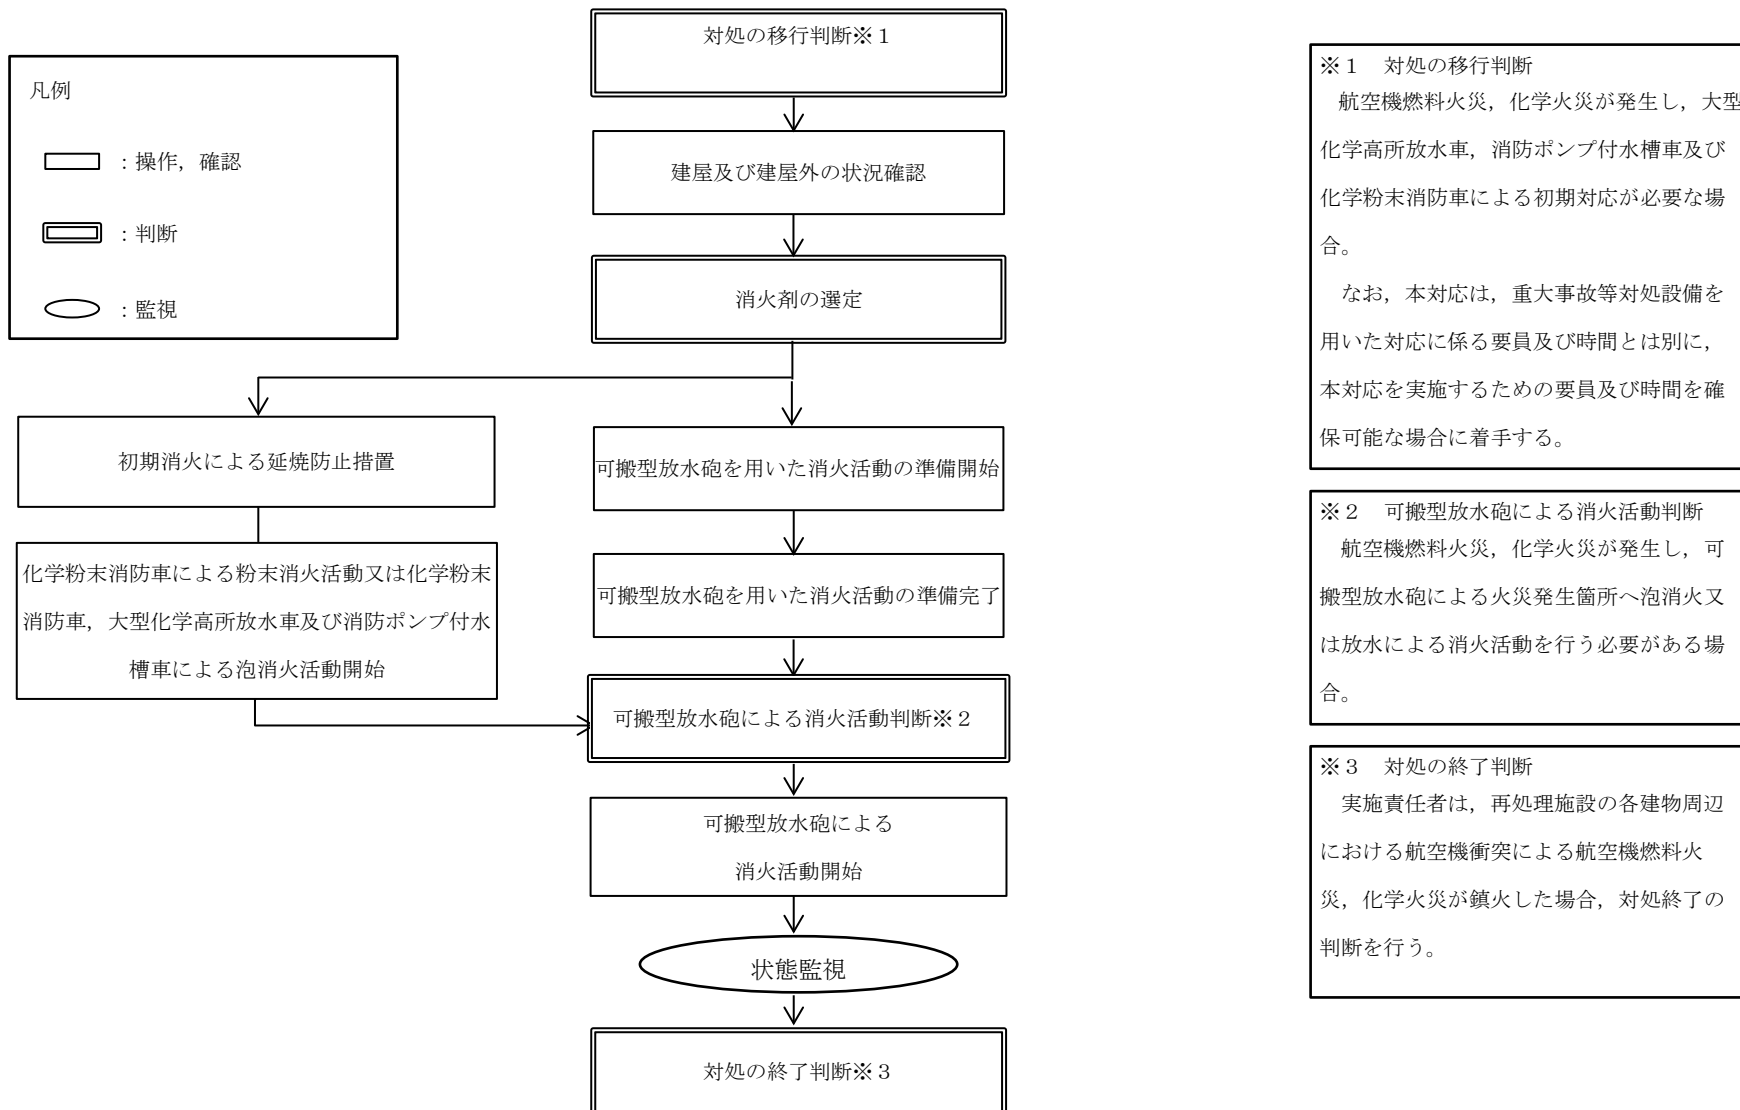 対処の移行判断※１
凡例
：操作，確認
：判断
：監視
建屋及び建屋外の状況確認
消火剤の選定
初期消火による延焼防止措置
化学粉末消防車による粉末消火活動又は化学粉末
消防車，大型化学高所放水車及び消防ポンプ付水
槽車による泡消火活動開始
可搬型放水砲を用いた消火活動の準備開始
可搬型放水砲を用いた消火活動の準備完了
可搬型放水砲による消火活動判断※２
可搬型放水砲による
消火活動開始
状態監視
対処の終了判断※３
※１　対処の移行判断
航空機燃料火災，化学火災が発生し，大型
化学高所放水車，消防ポンプ付水槽車及び
化学粉末消防車による初期対応が必要な場
合。
なお，本対応は，重大事故等対処設備を
用いた対応に係る要員及び時間とは別に，
本対応を実施するための要員及び時間を確
保可能な場合に着手する。
※２　可搬型放水砲による消火活動判断
航空機燃料火災，化学火災が発生し，可
搬型放水砲による火災発生箇所へ泡消火又
は放水による消火活動を行う必要がある場
合。
※３　対処の終了判断
実施責任者は，再処理施設の各建物周辺
における航空機衝突による航空機燃料火
災，化学火災が鎮火した場合，対処終了の
判断を行う。